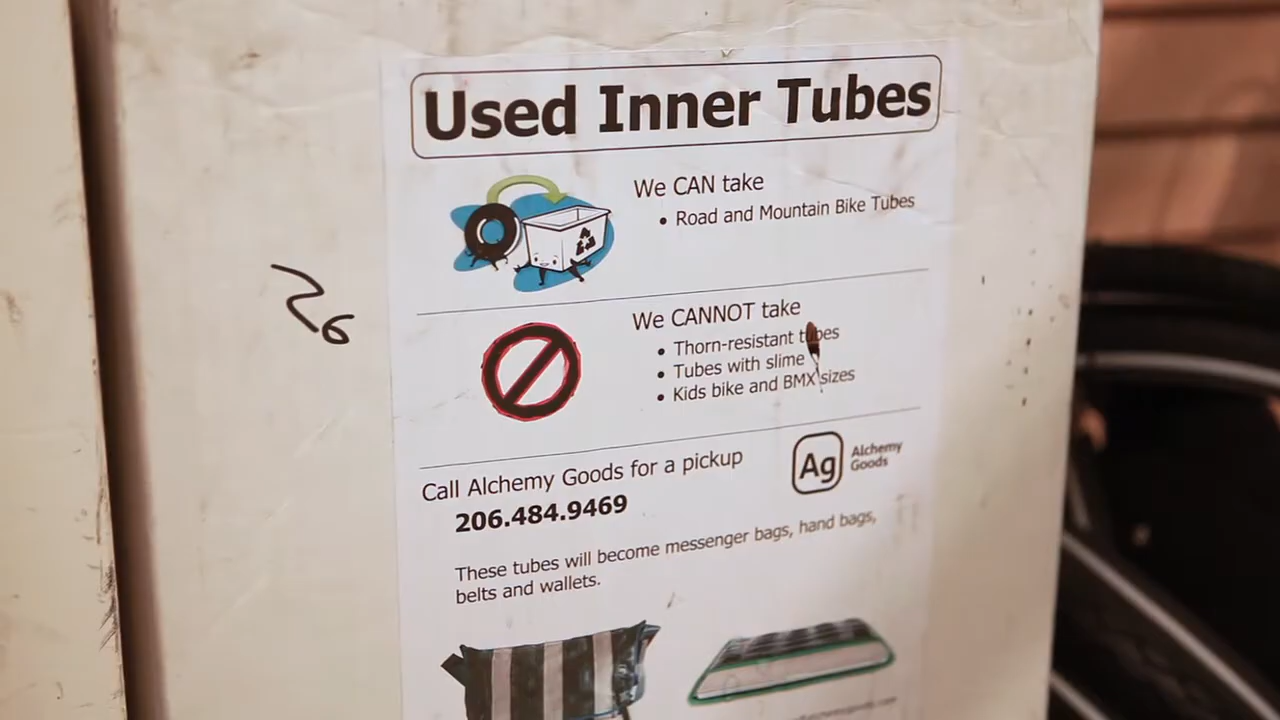 Used Inner Tubes
We CAN take
• Road and Mountain Bike Tubes
26
We CANNOT take
• Thorn-resistant tubes
• Tubes with slime
• Kids bike and BMX sizes
Call Alchemy Goods for a pickup
206.484.9469
Ag
Alchemy
Goods
These tubes will become messenger bags, hand bags,
belts and wallets.